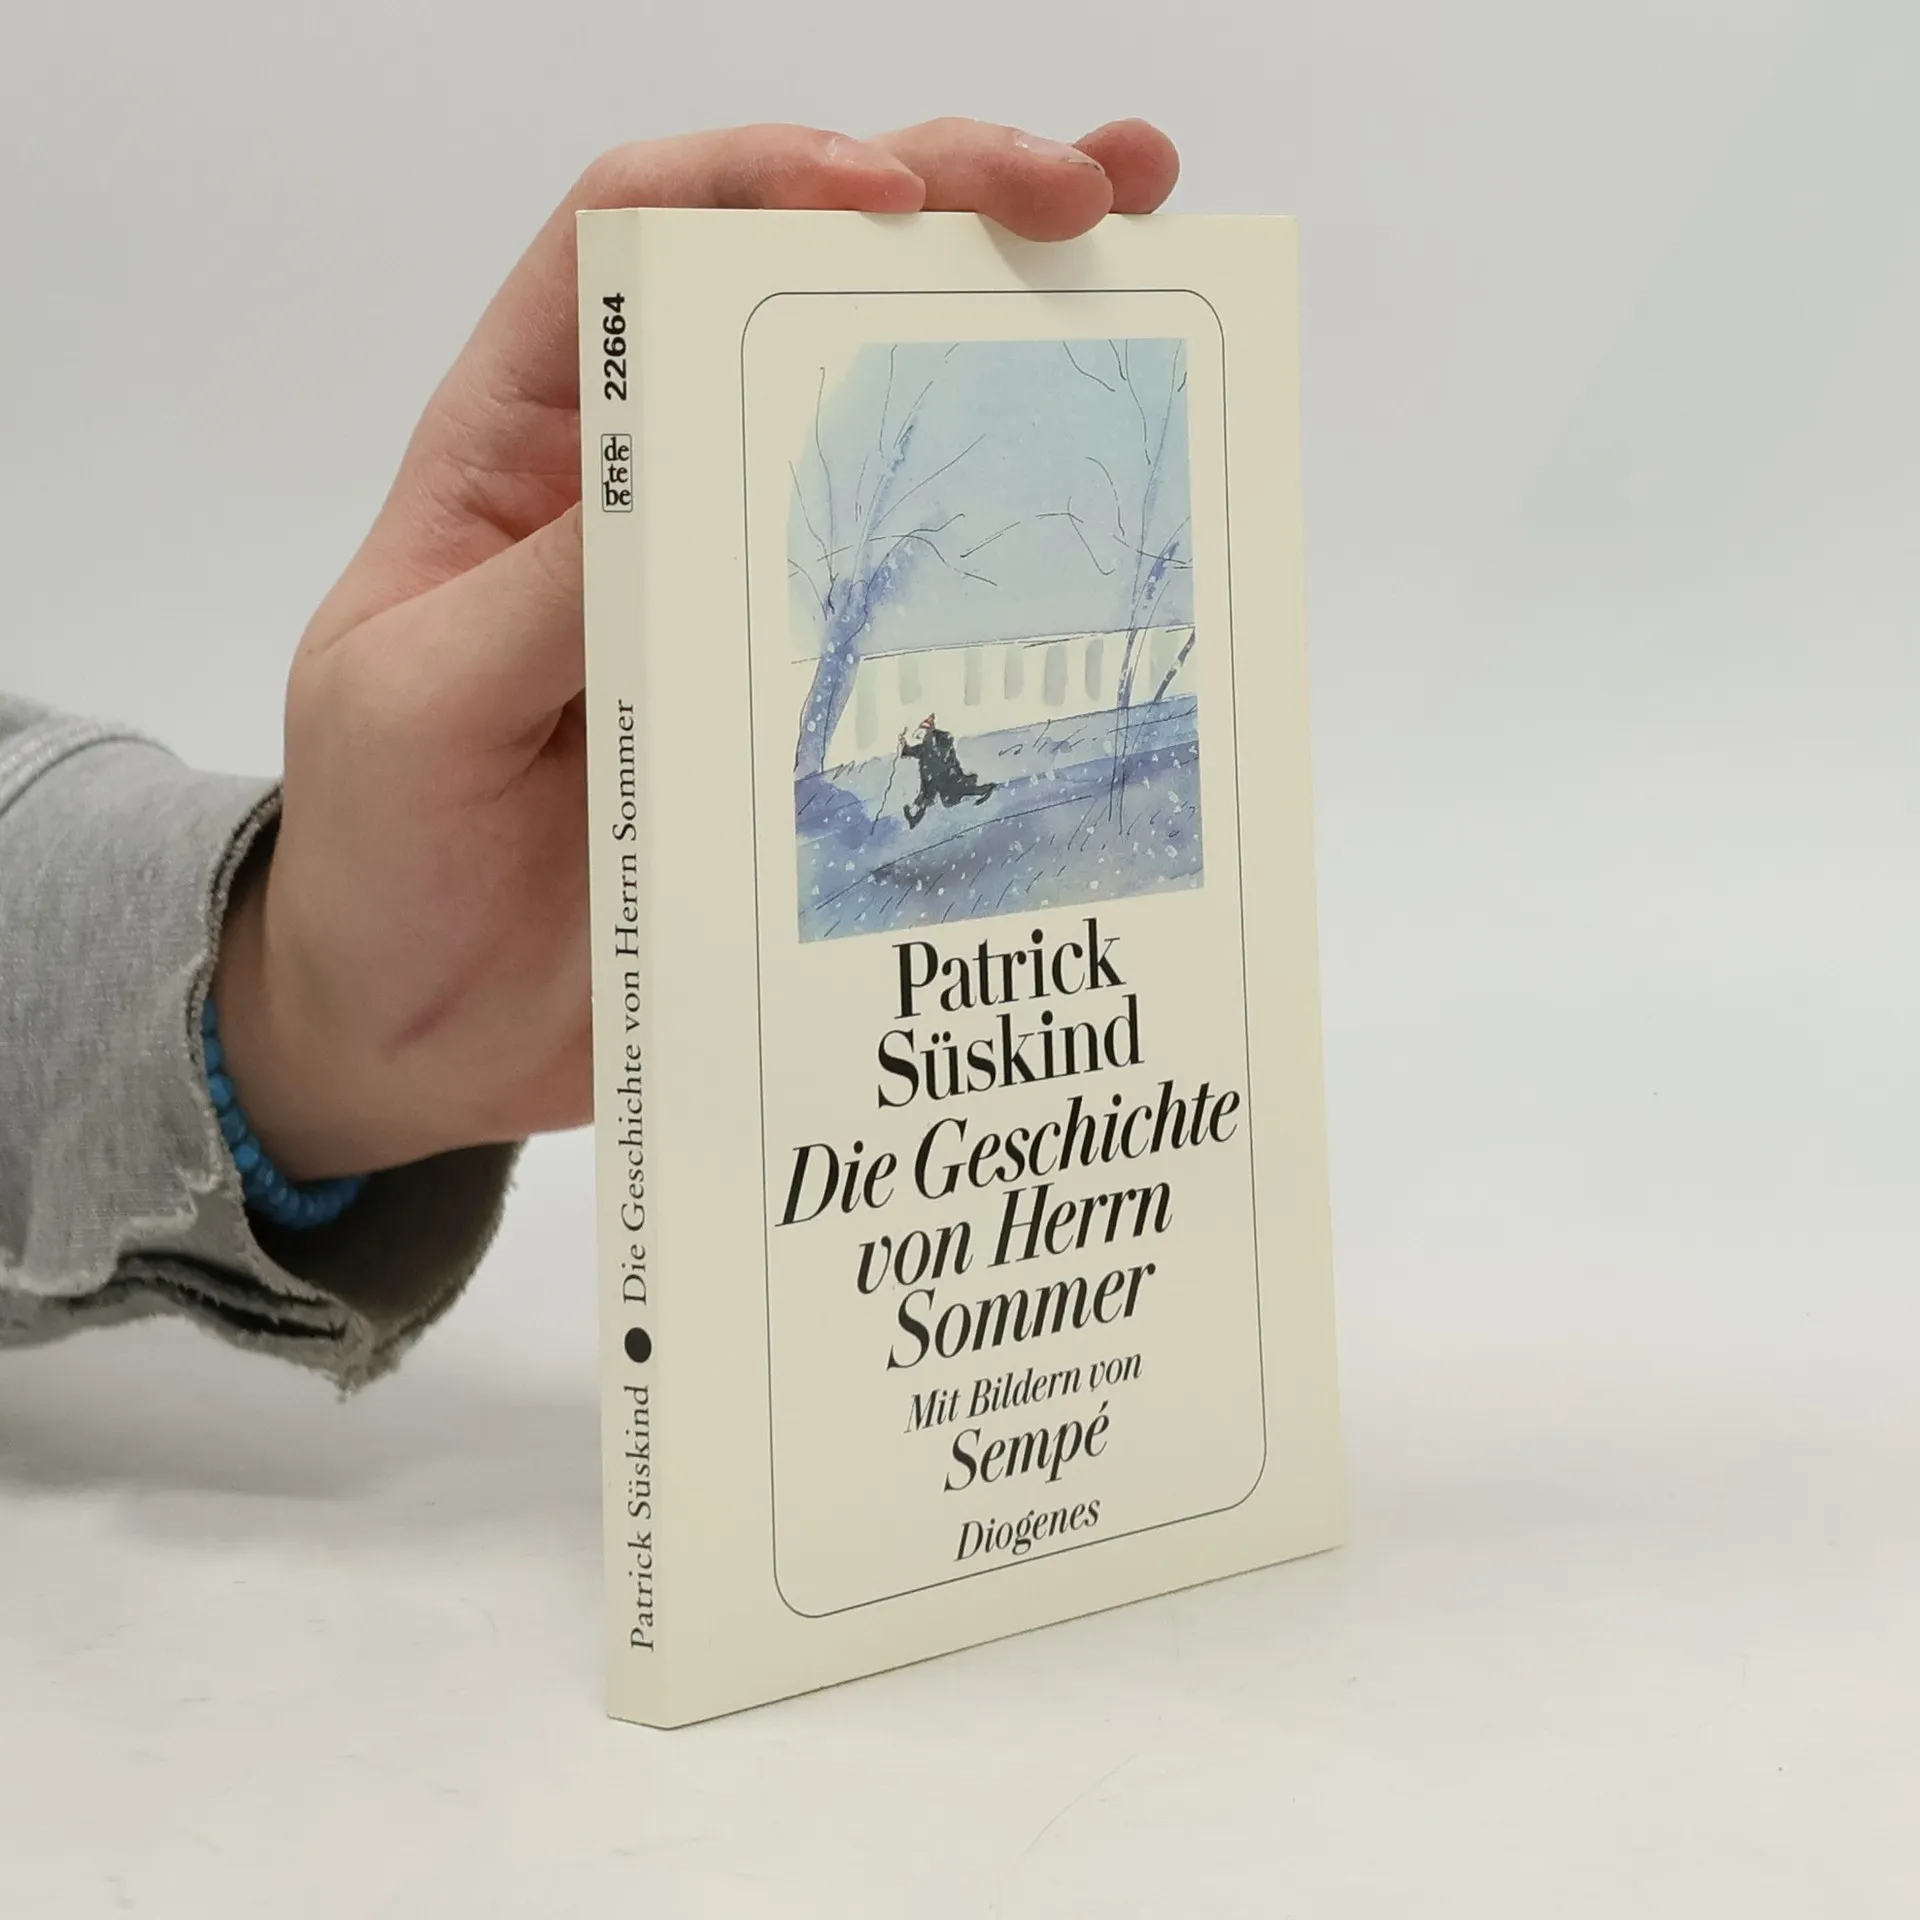 Patrick
Süskind
Die Geschichte
von Herrn
Sommer
Mit Bildern von
Sempé
Diogenes
Patrick Süskind ● Die Geschichte von Herrn Sommer
de
te
be
22664